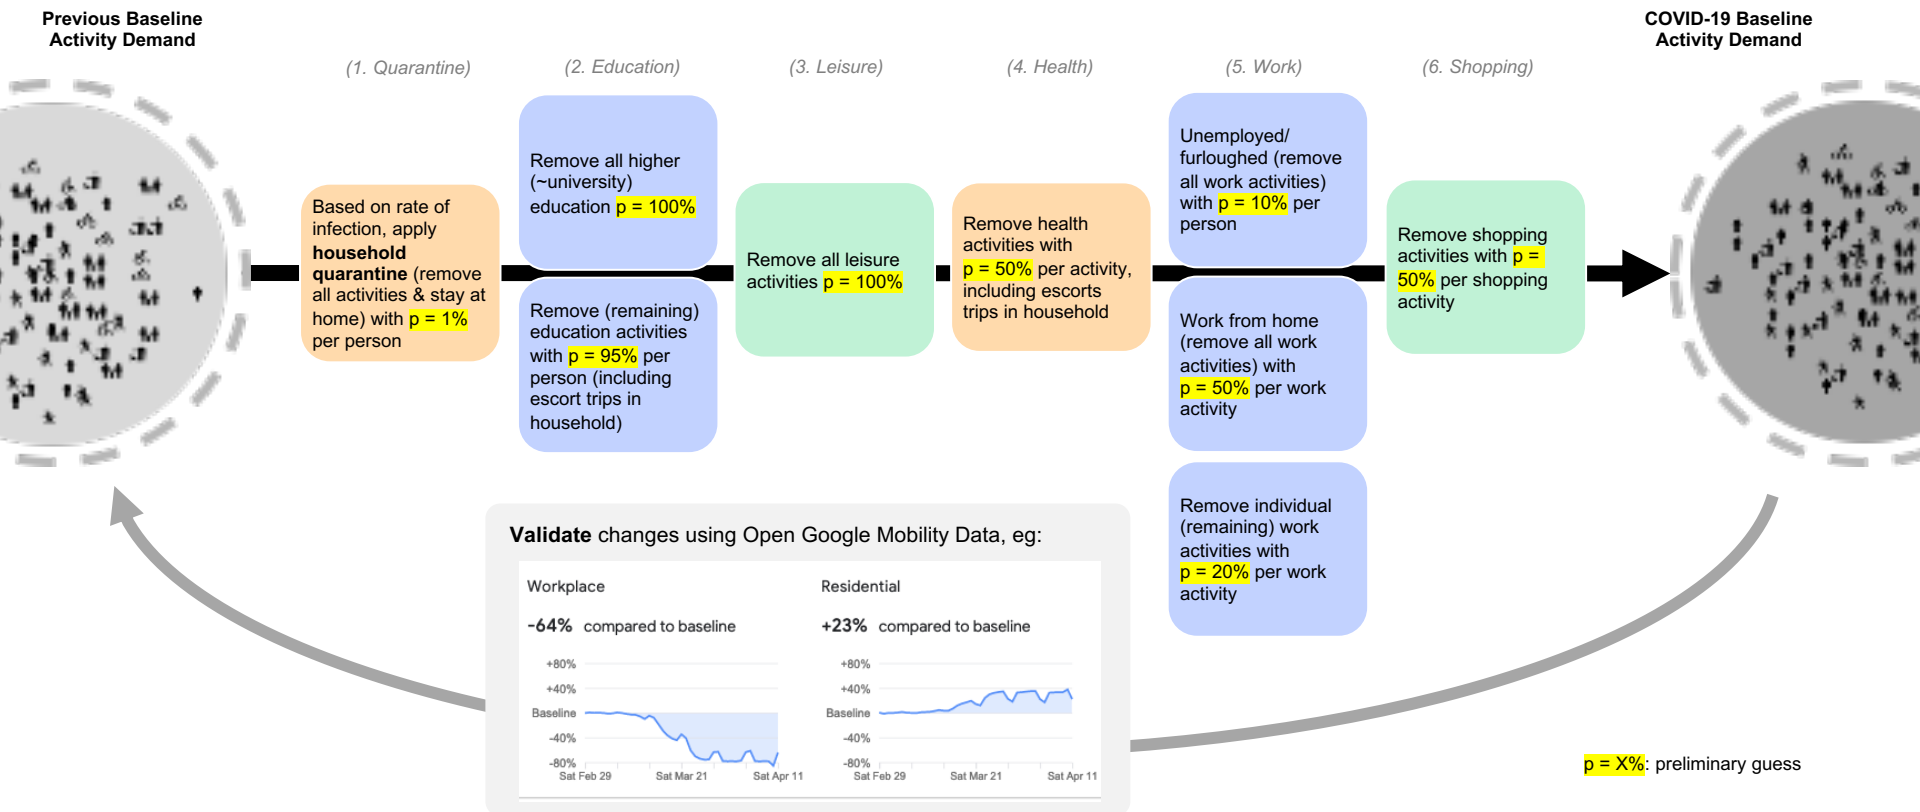 Previous Baseline
Activity Demand
COVID-19 Baseline
Activity Demand
(1. Quarantine)
(2. Education)
(3. Leisure)
(4. Health)
(5. Work)
(6. Shopping)
Based on rate of
infection, apply
household
quarantine (remove
all activities & stay at
home) with p = 1%
per person
Remove all higher
(~university)
education p = 100%
Remove (remaining)
education activities
with p = 95% per
person (including
escort trips in
household)
Remove all leisure
activities p = 100%
Remove health
activities with
p = 50% per activity,
including escorts
trips in household
Unemployed/
furloughed (remove
all work activities)
with p = 10% per
person
Work from home
(remove all work
activities) with
p = 50% per work
activity
Remove individual
(remaining) work
activities with
p = 20% per work
activity
Remove shopping
activities with p =
50% per shopping
activity
Validate changes using Open Google Mobility Data, eg:
Workplace
-64% compared to baseline
+80%
+40%
Baseline
-40%
-80%
Sat Feb 29
Sat Mar 21
Sat Apr 11
Residential
+23% compared to baseline
+80%
+40%
Baseline
-40%
-80%
Sat Feb 29
Sat Mar 21
Sat Apr 11
p = X%: preliminary guess